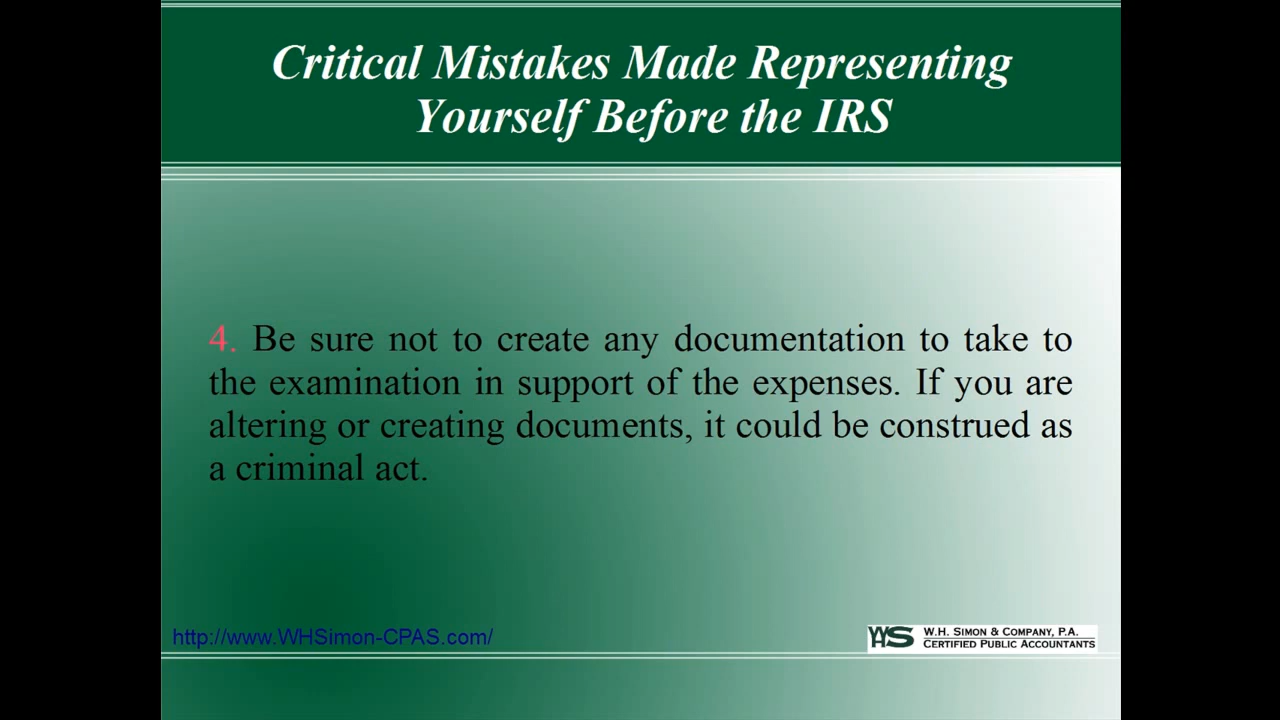 Critical Mistakes Made Representing
Yourself Before the IRS
4. Be sure not to create any documentation to take to
the examination in support of the expenses. If you are
altering or creating documents, it could be construed as
a criminal act.
http://www.WHSimon-CPAS.com/
WS W.H. SIMON & COMPANY, P.A.
CERTIFIED PUBLIC ACCOUNTANTS